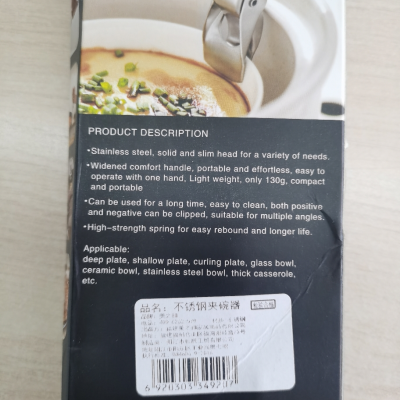 PRODUCT DESCRIPTION
•Stainless steel, solid and slim head for a variety of needs.
•Widened comfort handle, portable and effortless, easy to
operate with one hand, Light weight, only 130g, compact
and portable
•Can be used for a long time, easy to clean, both positive
and negative can be clipped, suitable for multiple angles.
•High-strength spring for easy rebound and longer life.
Applicable:
deep plate, shallow plate, curling plate, glass bowl,
ceramic bowl, stainless steel bowl, thick casserole,
etc.
品名: 不锈钢夹碗器
6 920303 349207